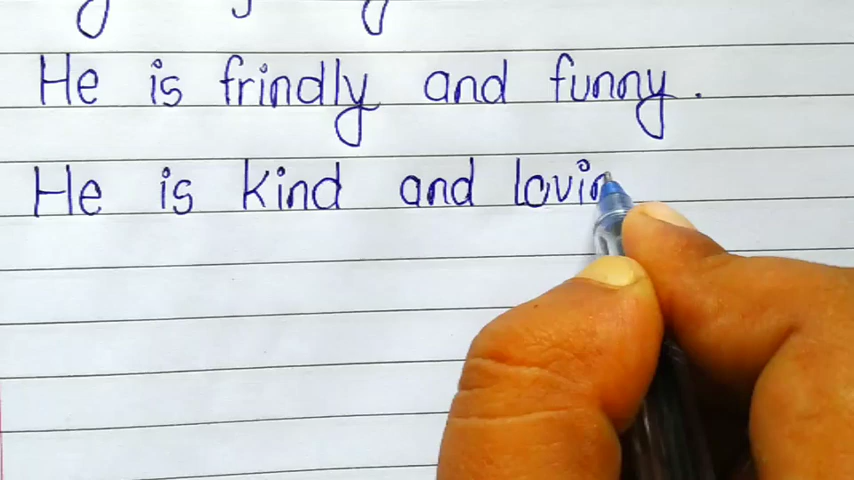 He is frindly and funny.
He is kind and lovin